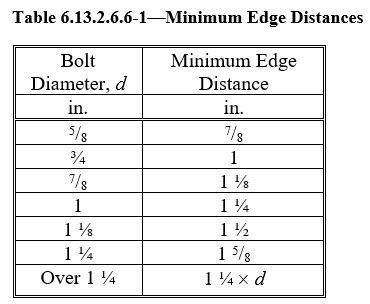 Table 6.13.2.6.6-1—Minimum Edge Distances
Bolt Minimum Edge
Diameter, d Distance
in. in.
5/8 7/8
¾ 1
7/8 1 ⅛
1 1 ¼
1 ⅛ 1 ½
1 ¼ 1 5/8
Over 1 ¼ 1 ¼ × d